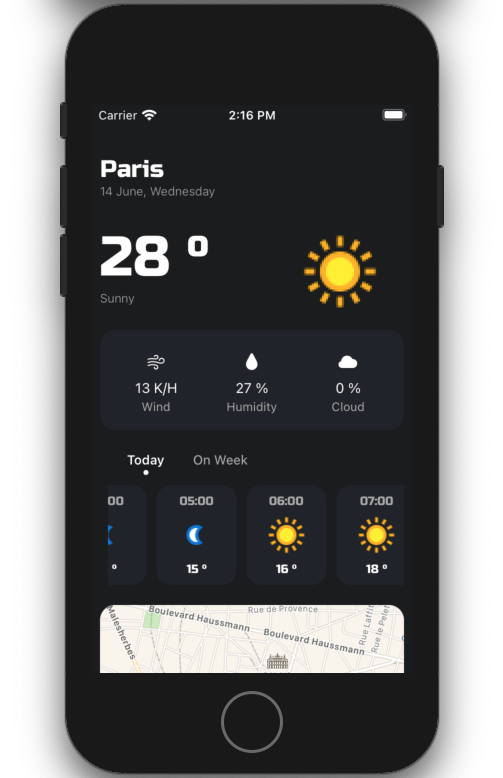 Carrier 2:16 PM
Paris
14 June, Wednesday
28 º
Sunny
13 K/H 27 % 0 %
Wind Humidity Cloud
Today On Week
00 05:00 06:00 07:00
º 15 º 16 º 18 º
Rue de Provence
Boulevard Haussmann
Boulevard Haussmann
Malesherbes
Rue Laffit
Rue le Pelet